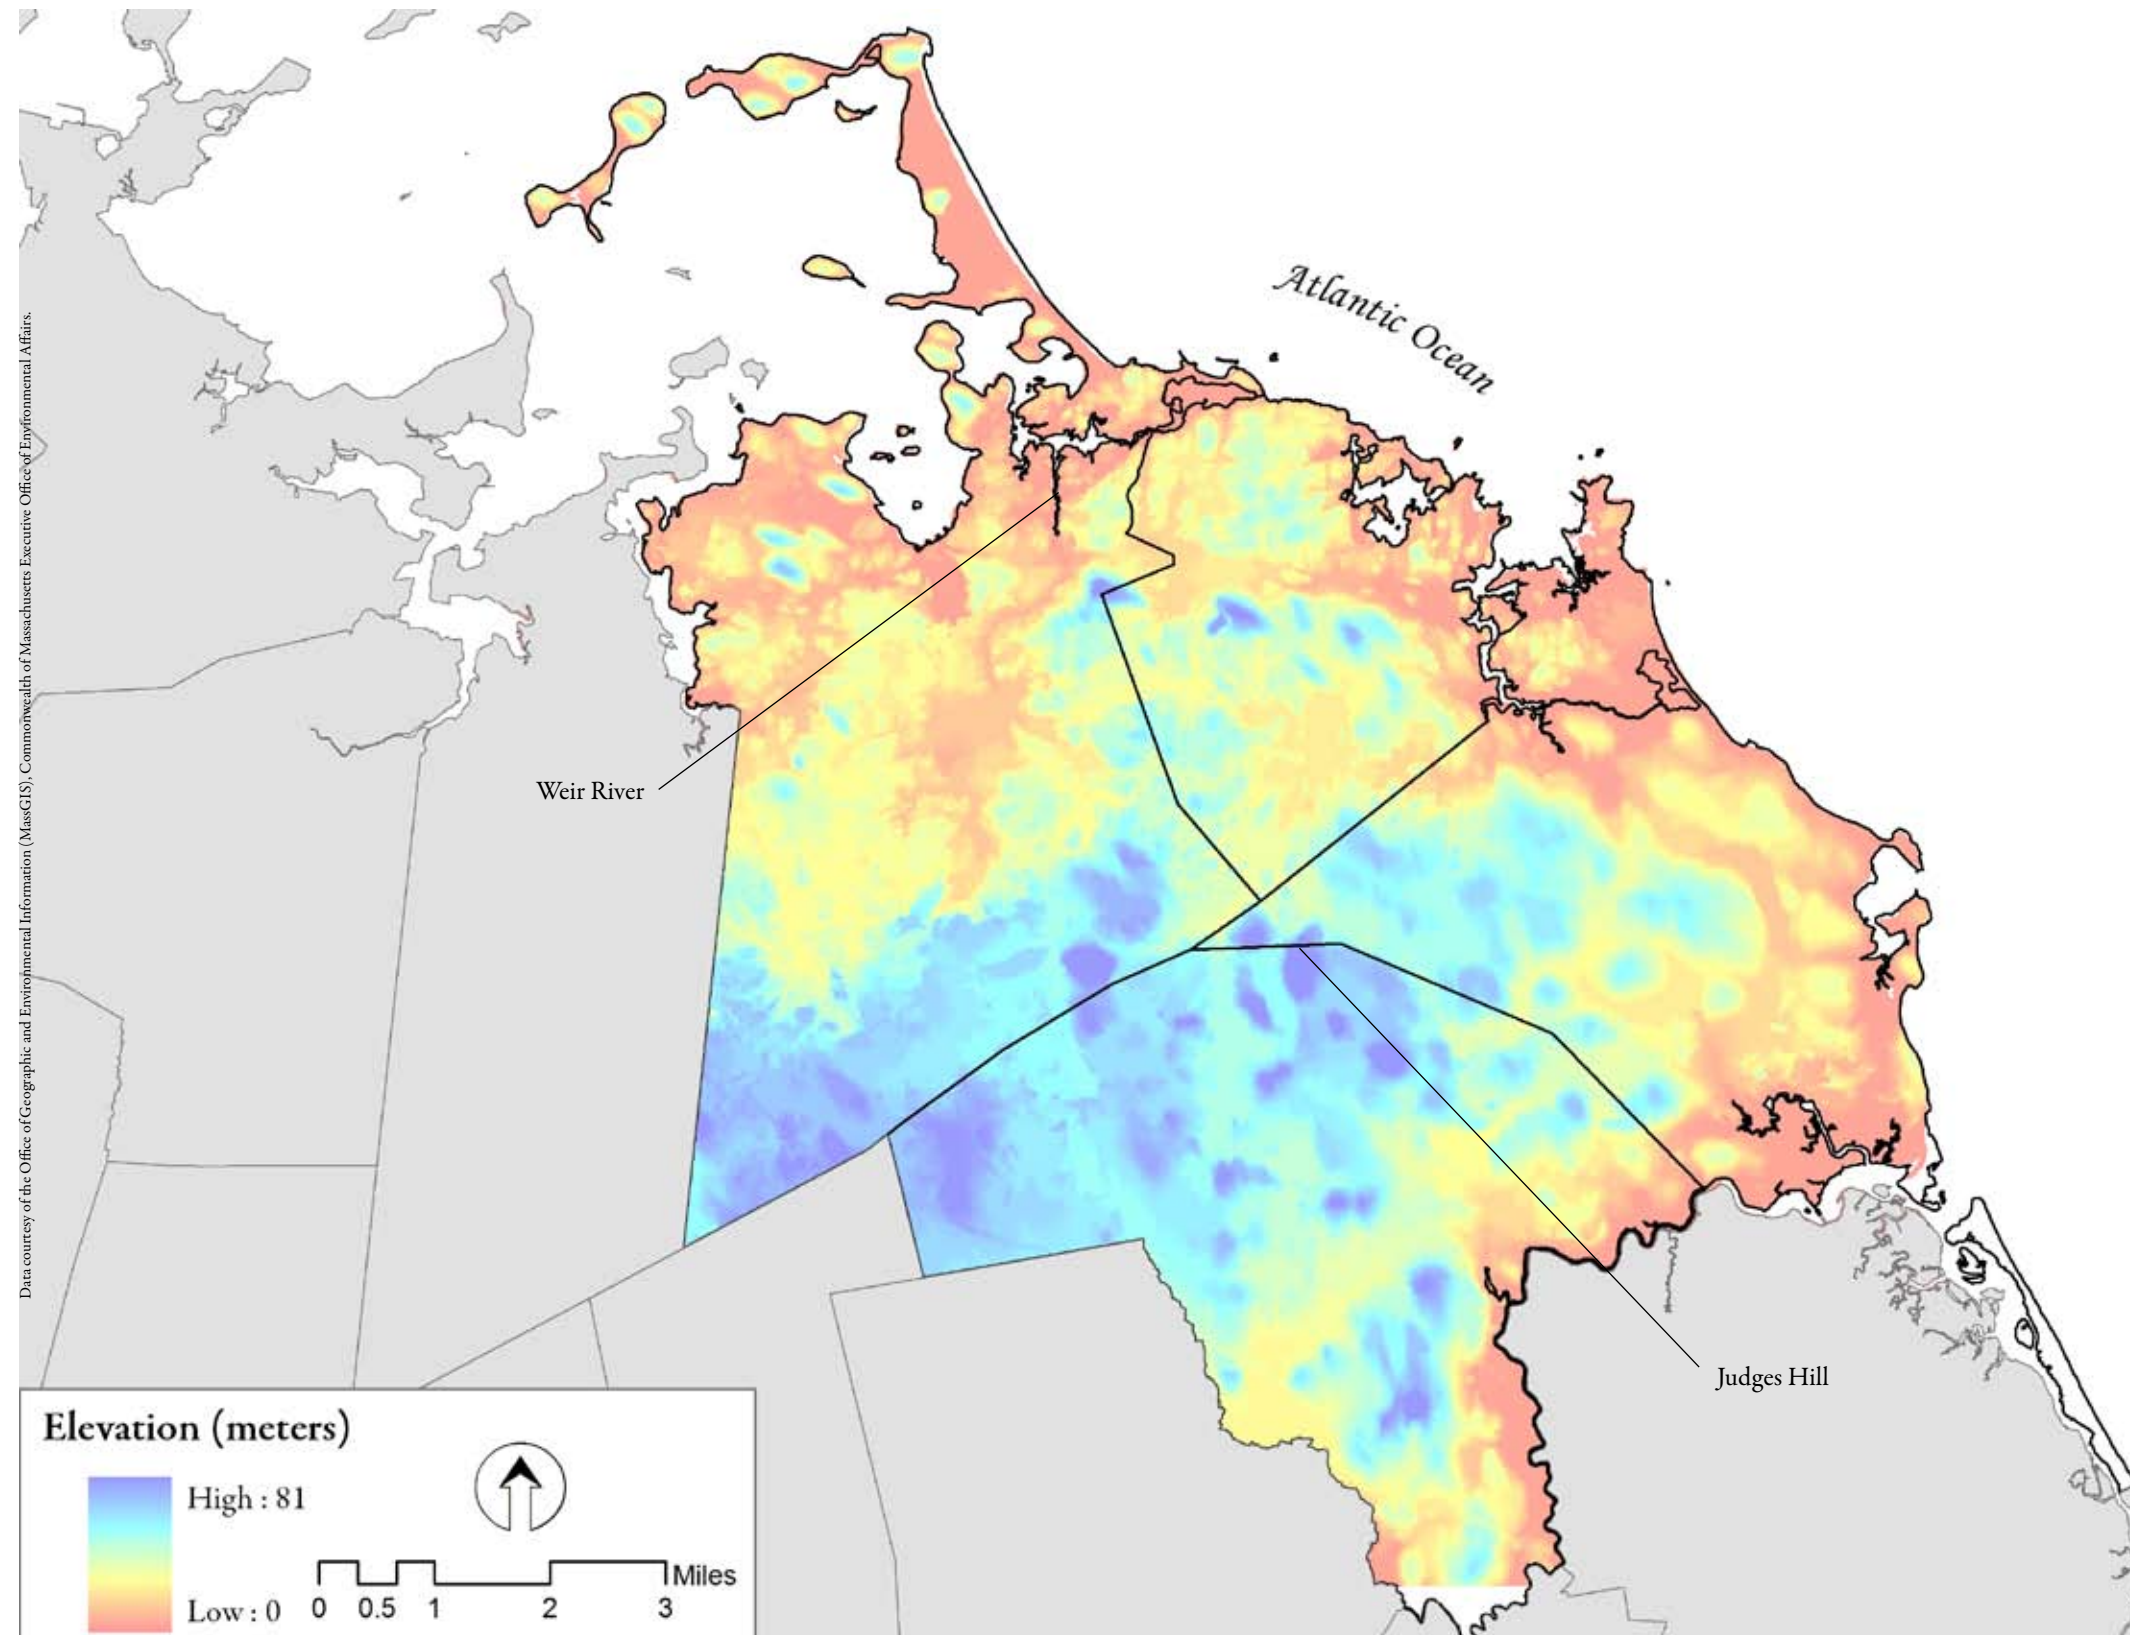 Data courtesy of the Office of Geographic and Environmental Information (MassGIS), Commonwealth of Massachusetts Executive Office of Environmental Affairs.
Atlantic Ocean
Weir River
Judges Hill
Elevation (meters)
High : 81
Low : 0
Miles
0 0.5 1 2 3